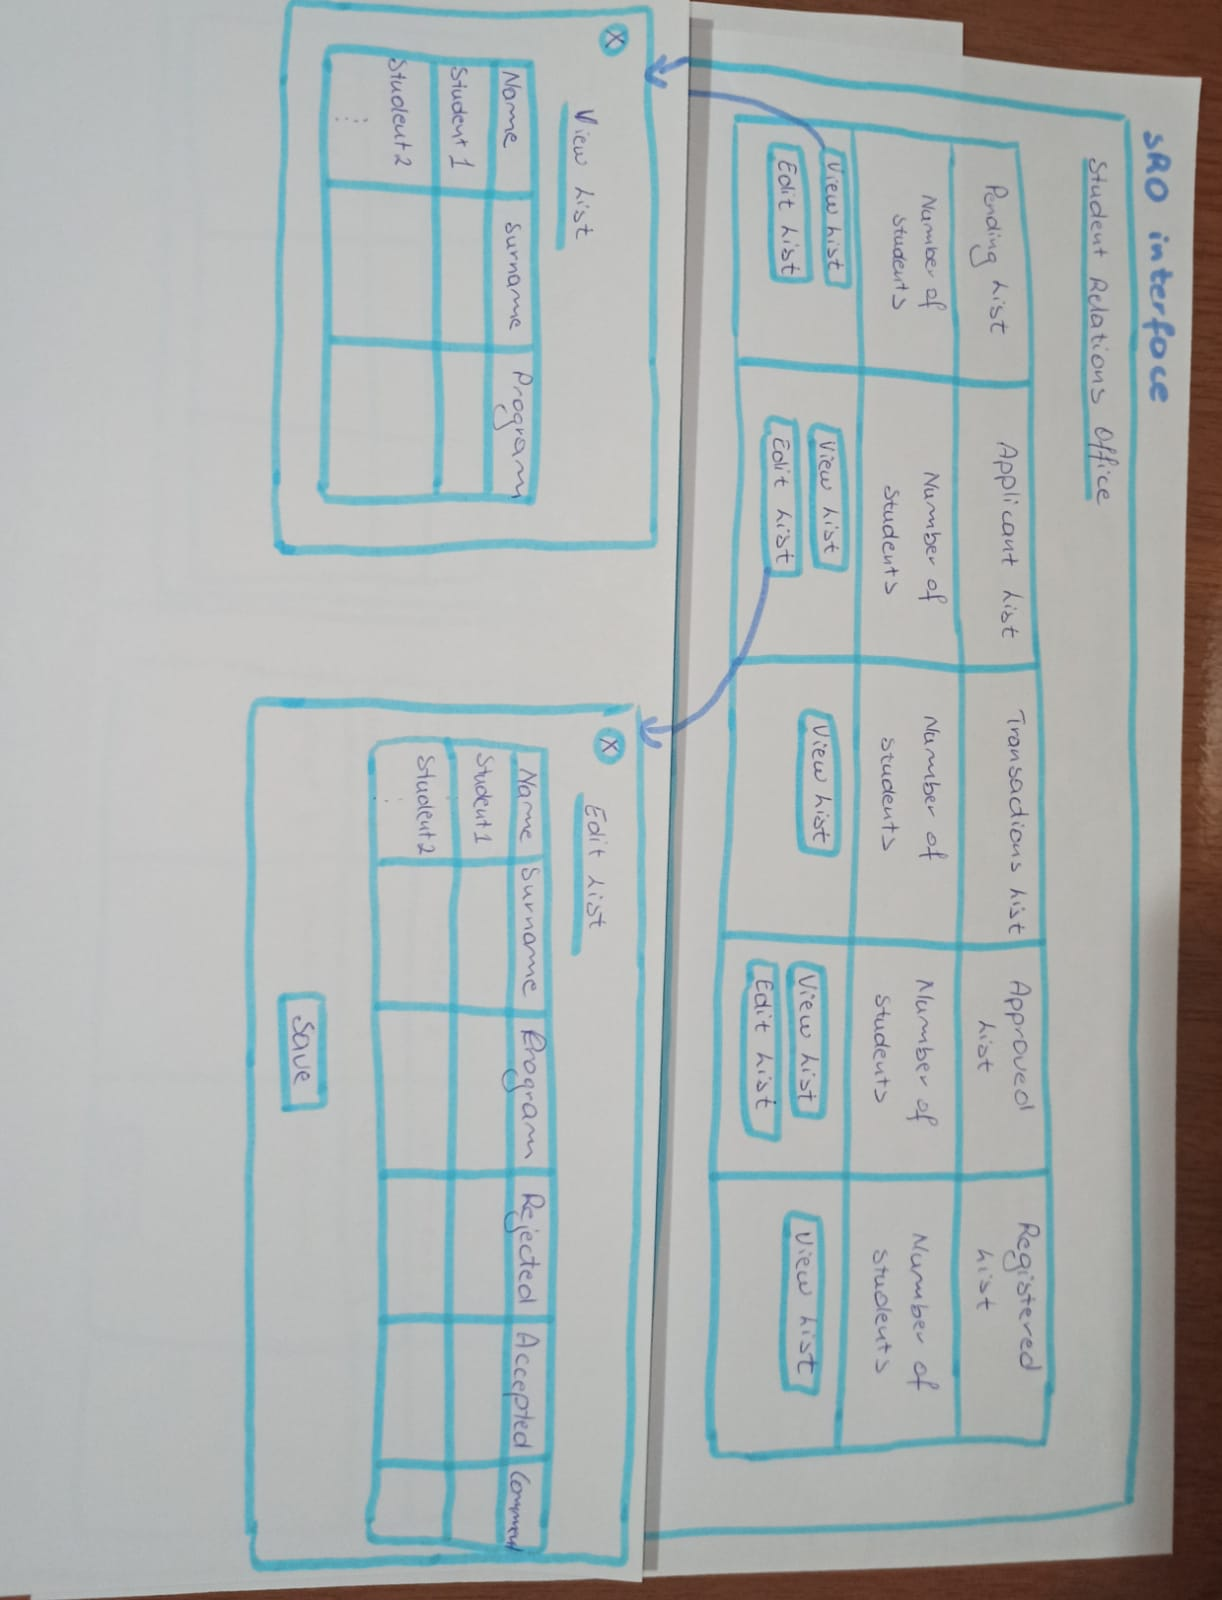 SRO interface
Student Relations Office
Pending List
Applicant List
Transactions List
Approved
List
Registered
List
Number of
students
Number of
students
Number of
students
Number of
students
Number of
students
View List
Edit List
View List
Edit List
View List
View List
Edit List
View List
X
View List
Name Surname Program
Student 1
Student 2
X
Edit List
Name Surname Program Rejected Accepted Comment
Student 1
Student 2
Save